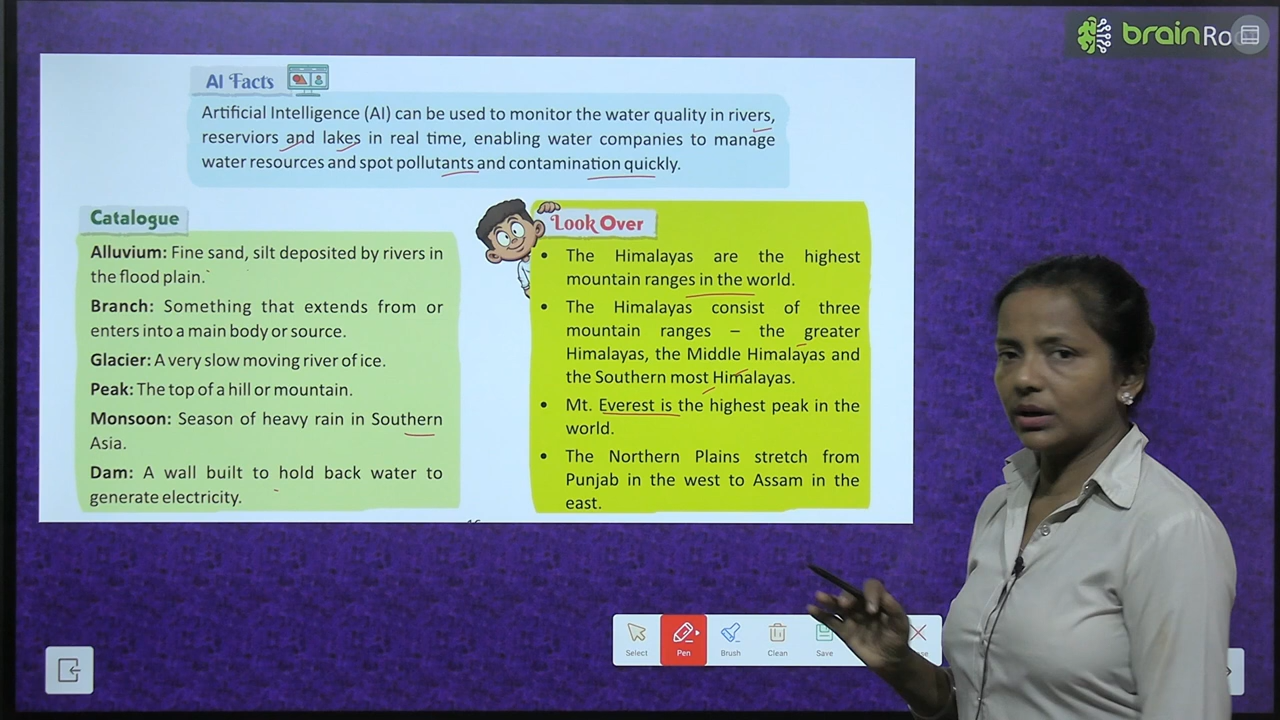 brainRo
AI Facts
Artificial Intelligence (AI) can be used to monitor the water quality in rivers,
reserviors and lakes in real time, enabling water companies to manage
water resources and spot pollutants and contamination quickly.
Catalogue
Alluvium: Fine sand, silt deposited by rivers in
the flood plain.
Branch: Something that extends from or
enters into a main body or source.
Glacier: A very slow moving river of ice.
Peak: The top of a hill or mountain.
Monsoon: Season of heavy rain in Southern
Asia.
Dam: A wall built to hold back water to
generate electricity.
Look Over
• The Himalayas are the highest
mountain ranges in the world.
• The Himalayas consist of three
mountain ranges – the greater
Himalayas, the Middle Himalayas and
the Southern most Himalayas.
• Mt. Everest is the highest peak in the
world.
• The Northern Plains stretch from
Punjab in the west to Assam in the
east.
Select Pen Brush Clean Save